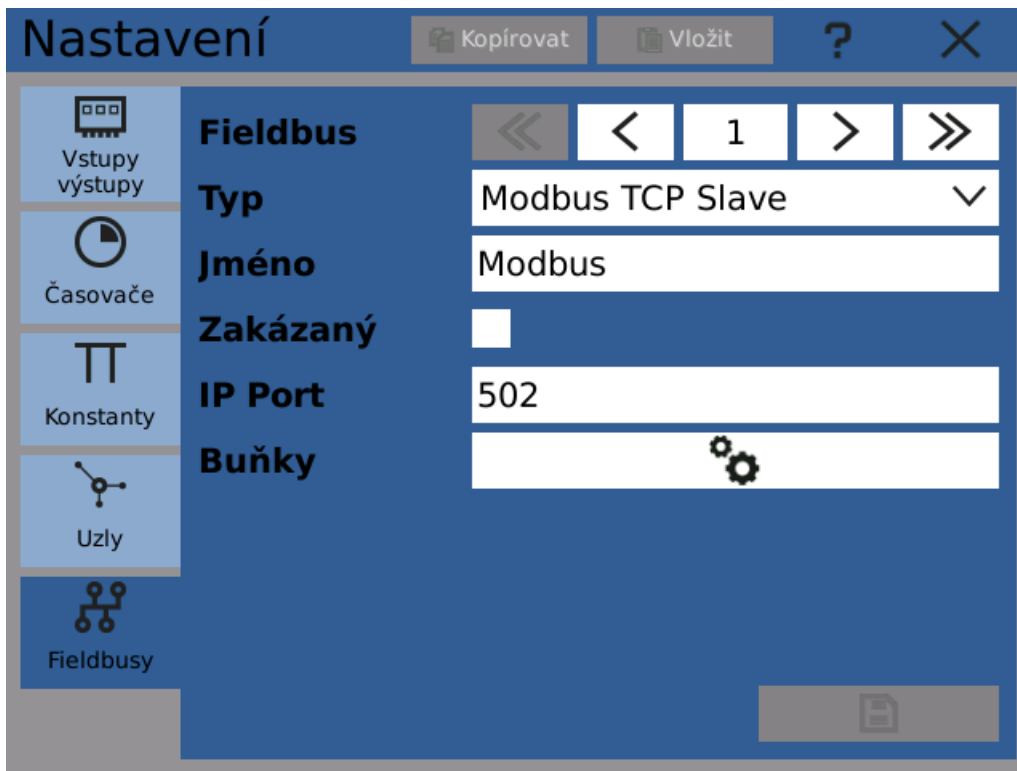 Nastavení
Kopírovat
Vložit
?
Vstupy
výstupy
Časovače
Konstanty
Uzly
Fieldbusy
Fieldbus
1
Typ
Modbus TCP Slave
Jméno
Modbus
Zakázaný
IP Port
502
Buňky